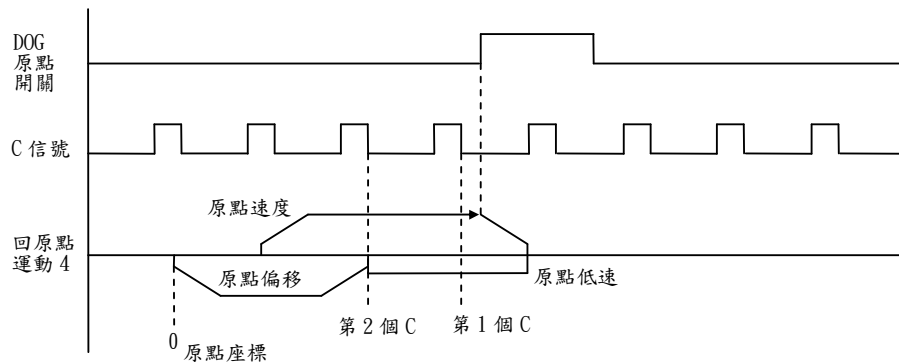 DOG
原點
開關
C 信號
原點速度
回原點
運動 4
原點偏移
原點低速
第 2 個 C
第 1 個 C
0
原點座標